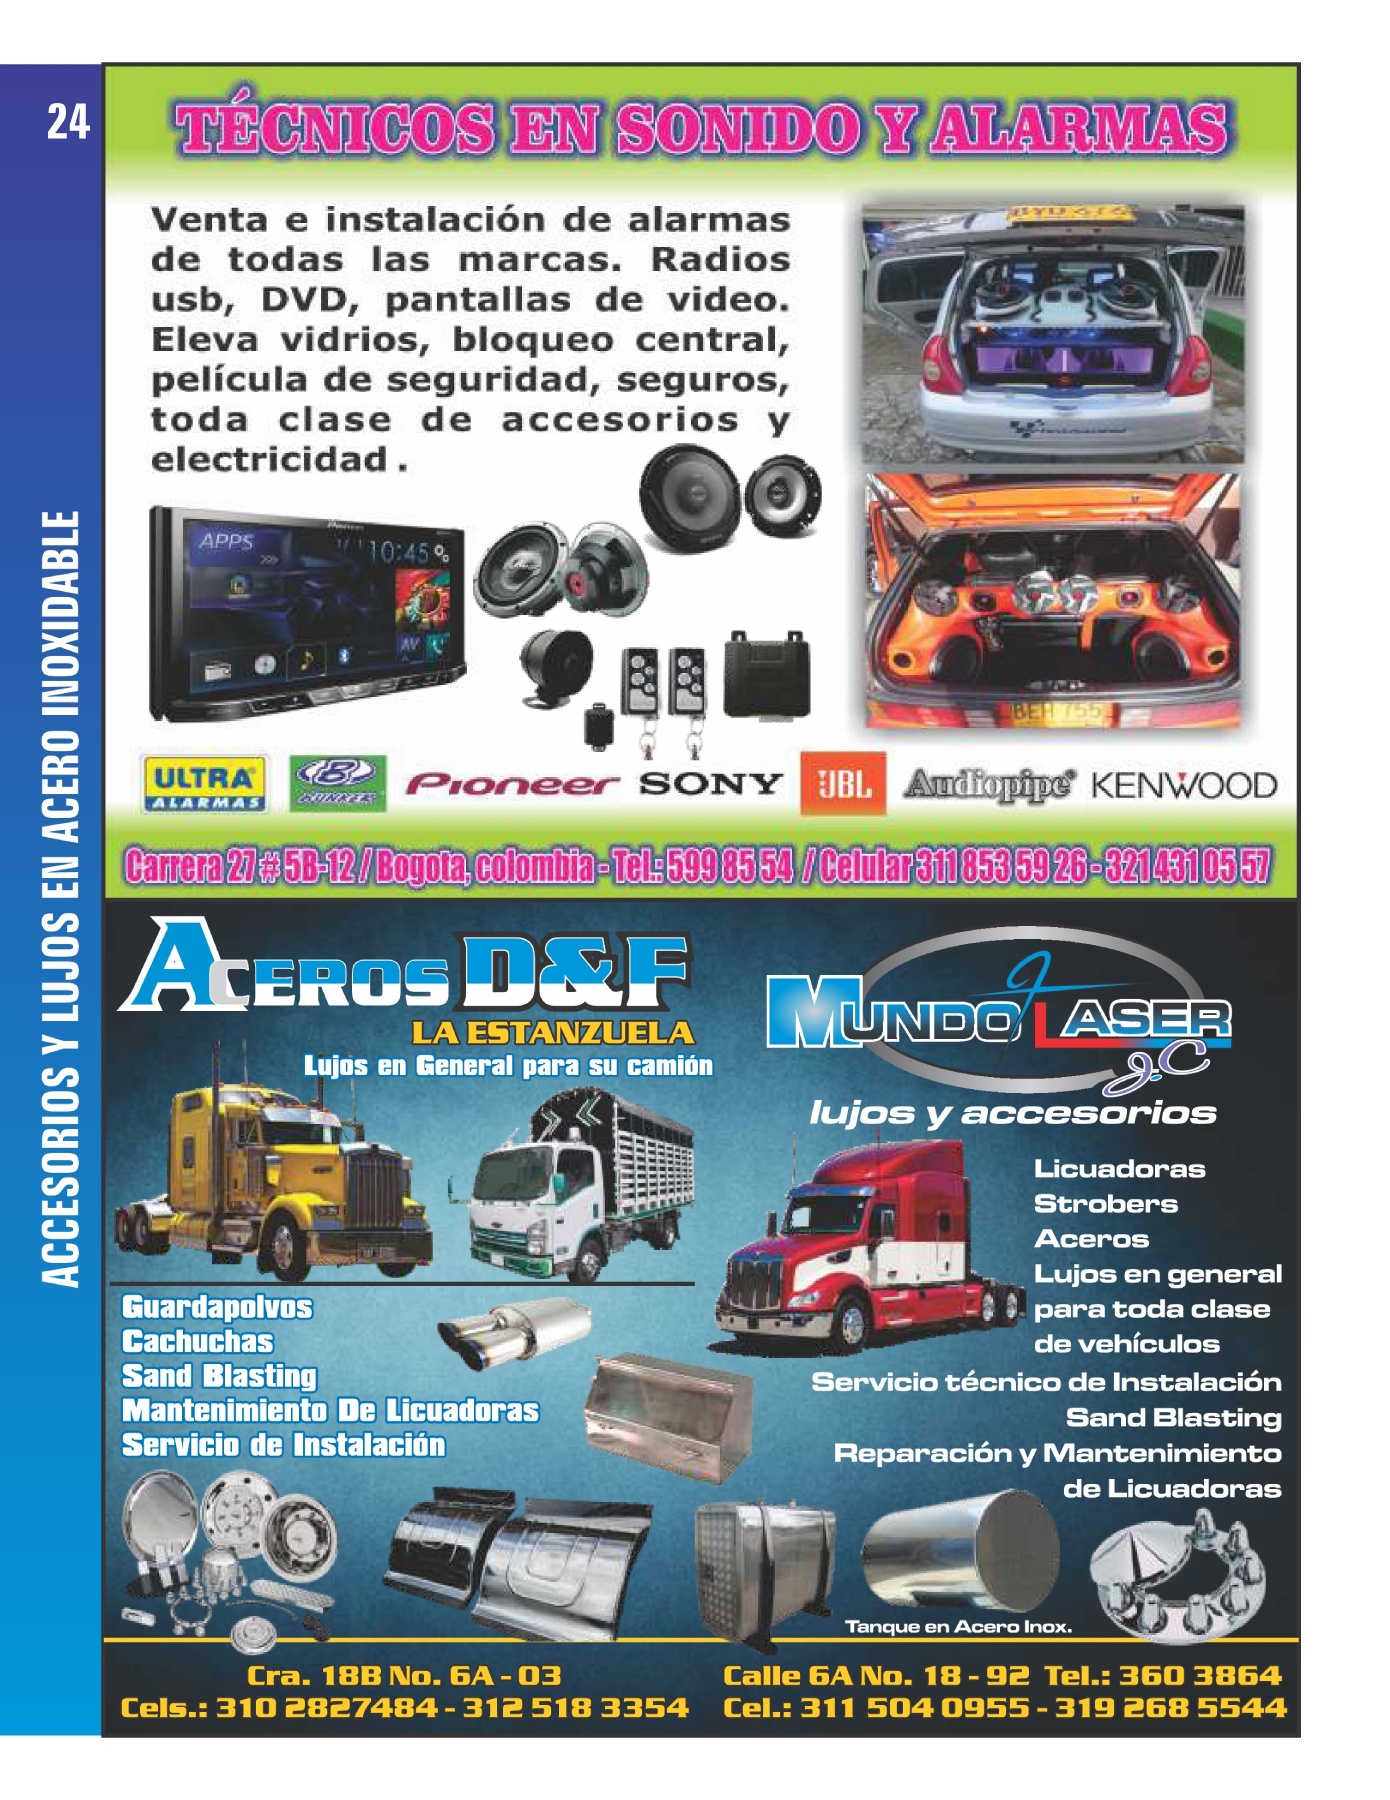 24
ACCESORIOS Y LUJOS EN ACERO INOXIDABLE
TÉCNICOS EN SONIDO Y ALARMAS
Venta e instalación de alarmas
de todas las marcas. Radios
usb, DVD, pantallas de video.
Eleva vidrios, bloqueo central,
película de seguridad, seguros,
toda clase de accesorios y
electricidad .
Pioneer
APPS
10:45
AV
BEH 755
ULTRA
ALARMAS
B
BUNKER
Pioneer
SONY
JBL
Audiopipe®
KENWOOD
Carrera 27 # 5B-12 / Bogota, colombia - Tel.: 599 85 54 / Celular 311 853 59 26 - 321 431 05 57
ACEROS D&F
LA ESTANZUELA
Lujos en General para su camión
Guardapolvos
Cachuchas
Sand Blasting
Mantenimiento De Licuadoras
Servicio de Instalación
Cra. 18B No. 6A - 03
Cels.: 310 2827484 - 312 518 3354
MUNDO LASER
J.C
lujos y accesorios
Licuadoras
Strobers
Aceros
Lujos en general
para toda clase
de vehículos
Servicio técnico de Instalación
Sand Blasting
Reparación y Mantenimiento
de Licuadoras
Tanque en Acero Inox.
Calle 6A No. 18 - 92 Tel.: 360 3864
Cel.: 311 504 0955 - 319 268 5544